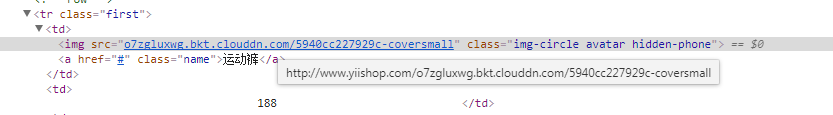 ▼<tr class="first">
▼<td>
<img src="o7zgluxwg.bkt.clouddn.com/5940cc227929c-coversmall" class="img-circle avatar hidden-phone"> == $0
<a href="#" class="name">运动裤</a>
http://www.yiishop.com/o7zgluxwg.bkt.clouddn.com/5940cc227929c-coversmall
</td>
▼<td>
188 </td>